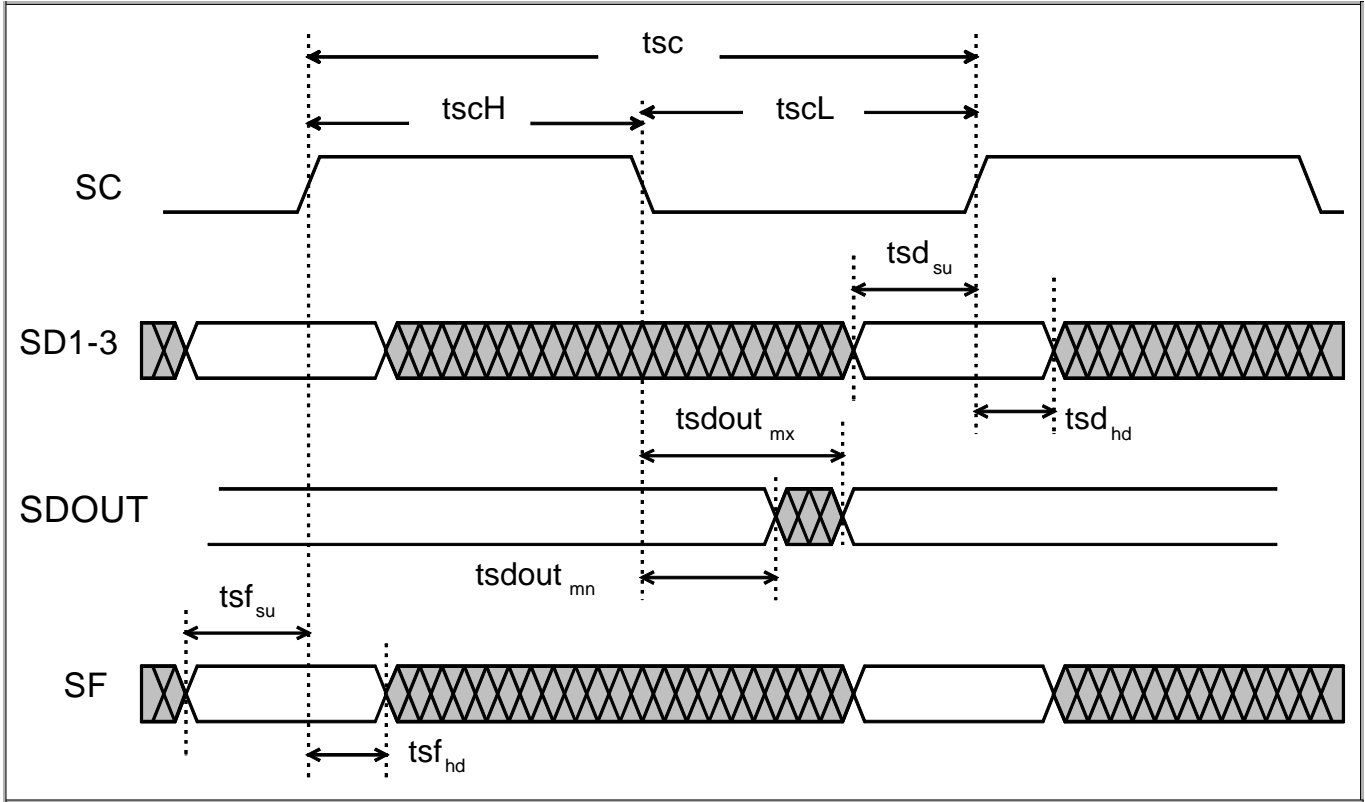 tsc
tscH
tscL
SC
tsd su
SD1-3
tsdout mx
tsd hd
SDOUT
tsdout mn
tsf su
SF
tsf hd